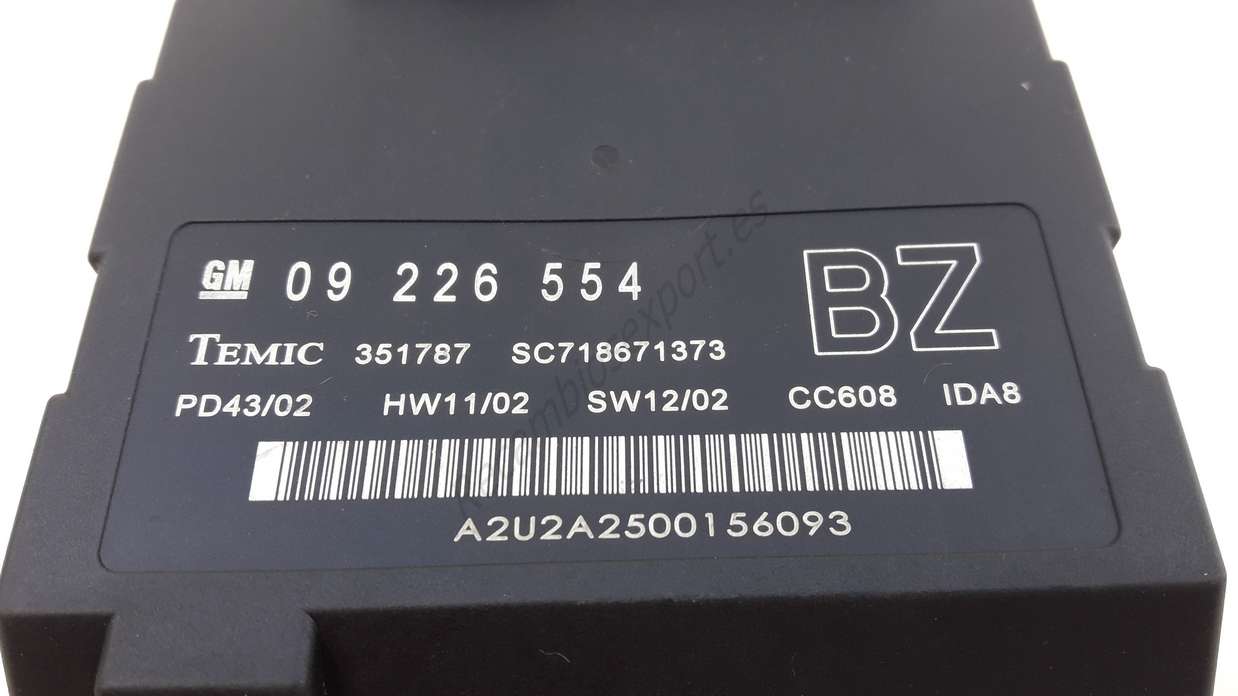 GM 09 226 554 BZ
TEMIC 351787 SC718671373
PD43/02 HW11/02 SW12/02 CC608 IDA8
A2U2A2500156093